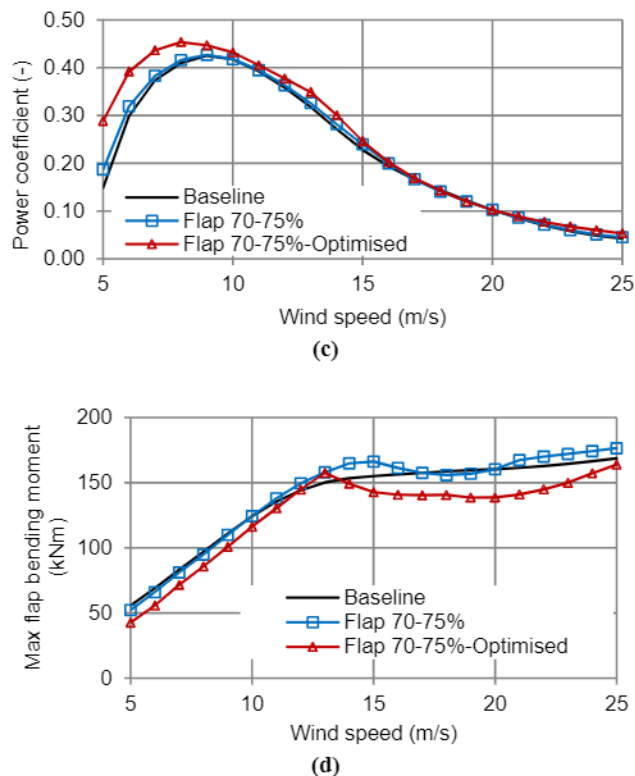 0.50
0.40
0.30
0.20
0.10
0.00
Power coefficient (-)
Baseline
Flap 70-75%
Flap 70-75%-Optimised
5 10 15 20 25
Wind speed (m/s)
(c)
200
150
100
50
0
Max flap bending moment
(kNm)
Baseline
Flap 70-75%
Flap 70-75%-Optimised
5 10 15 20 25
Wind speed (m/s)
(d)